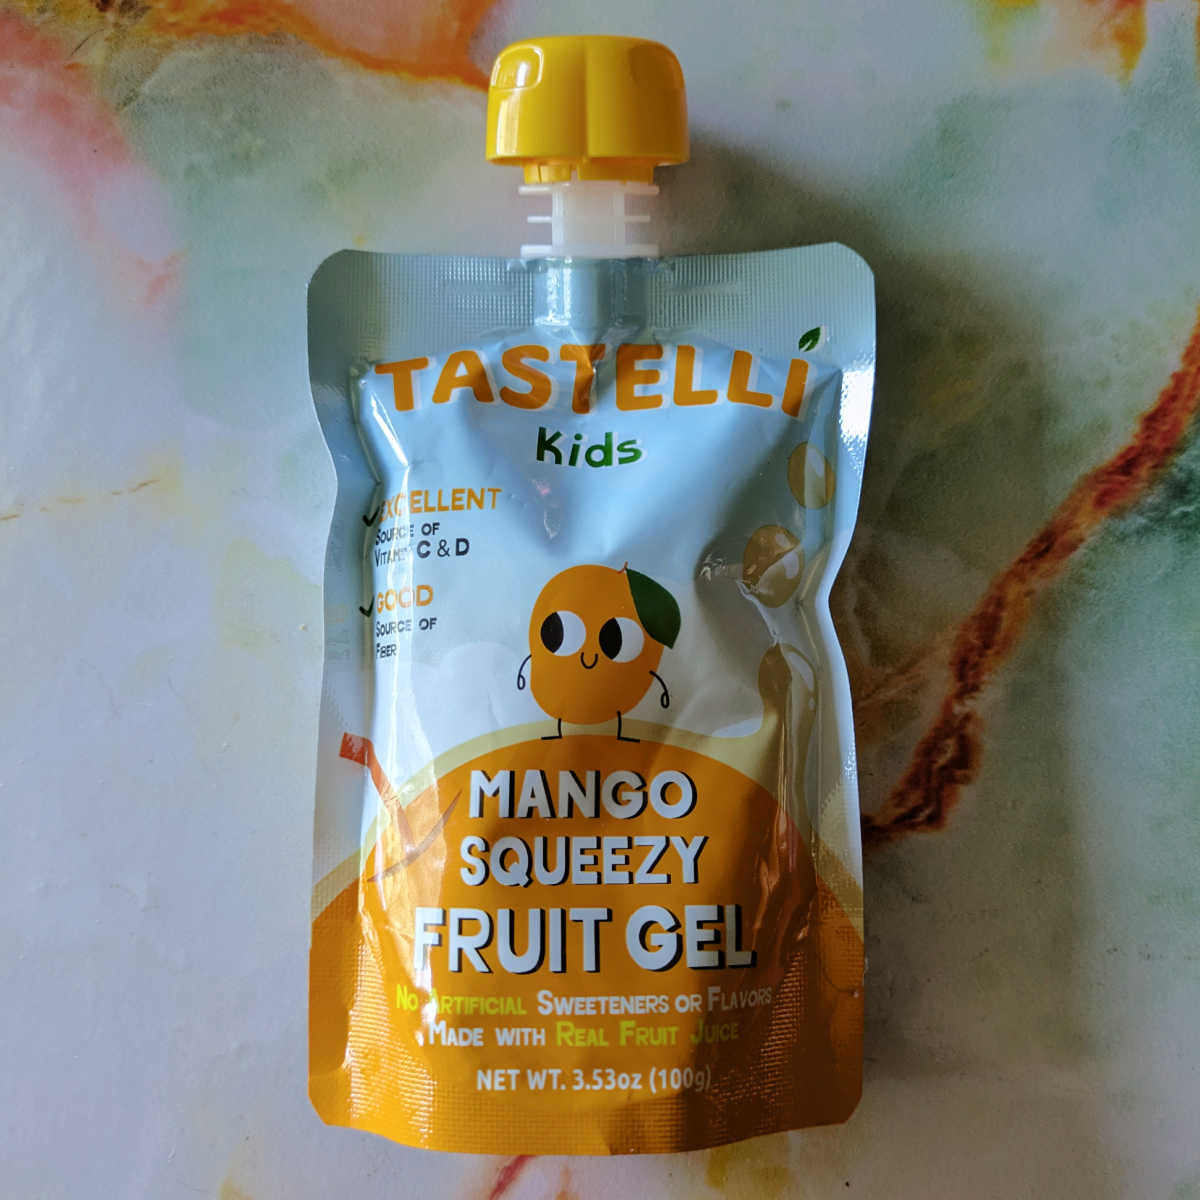 TASTELLI
Kids
EXCELLENT
SOURCE OF
VITAMIN C & D
GOOD
SOURCE OF
FIBER
MANGO
SQUEEZY
FRUIT GEL
NO ARTIFICIAL SWEETENERS OR FLAVORS
MADE WITH REAL FRUIT JUICE
NET WT. 3.53oz (100g)